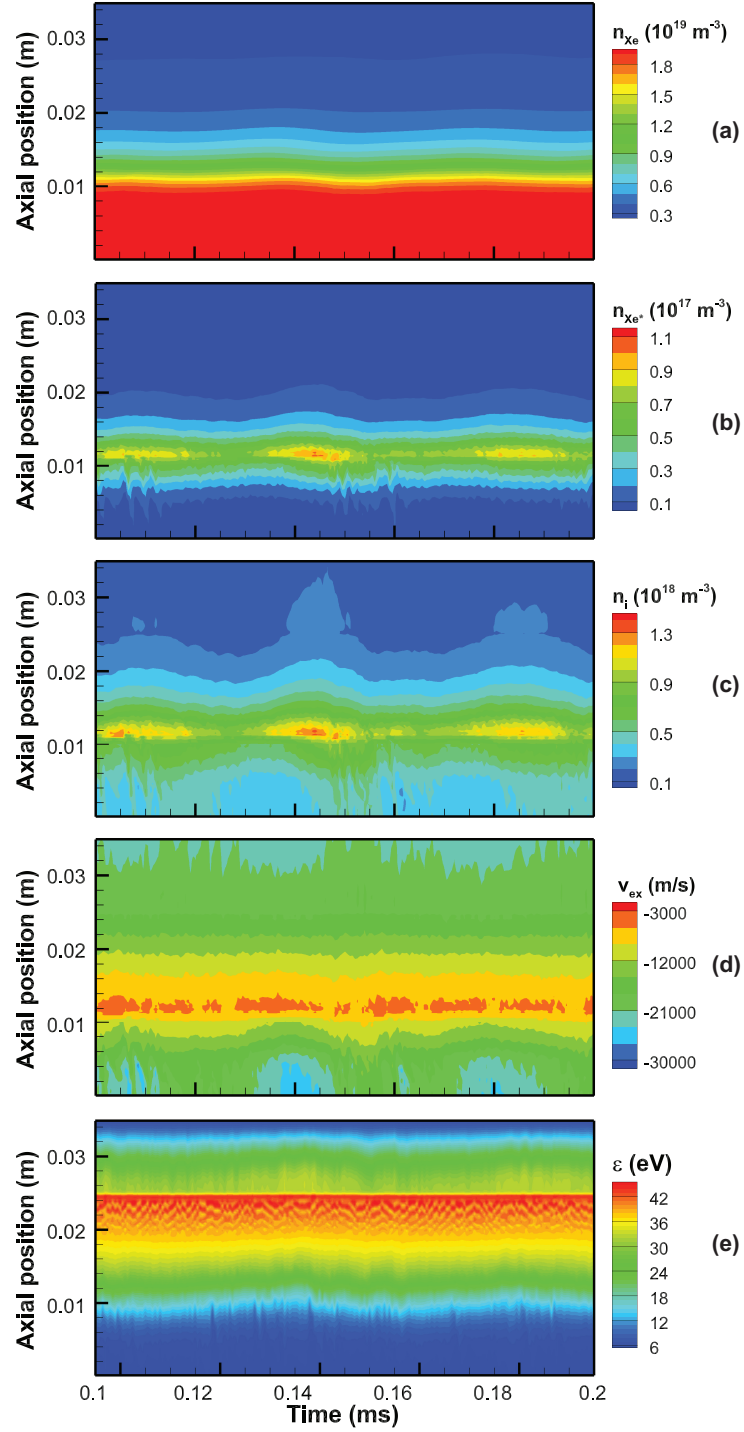 Axial position (m)
0.03
0.02
0.01
n_Xe (10^19 m^-3)
1.8
1.5
1.2
0.9
0.6
0.3
(a)
Axial position (m)
0.03
0.02
0.01
n_Xe* (10^17 m^-3)
1.1
0.9
0.7
0.5
0.3
0.1
(b)
Axial position (m)
0.03
0.02
0.01
n_i (10^18 m^-3)
1.3
0.9
0.5
0.1
(c)
Axial position (m)
0.03
0.02
0.01
v_ex (m/s)
-3000
-12000
-21000
-30000
(d)
Axial position (m)
0.03
0.02
0.01
ε (eV)
42
36
30
24
18
12
6
(e)
0.1 0.12 0.14 0.16 0.18 0.2
Time (ms)